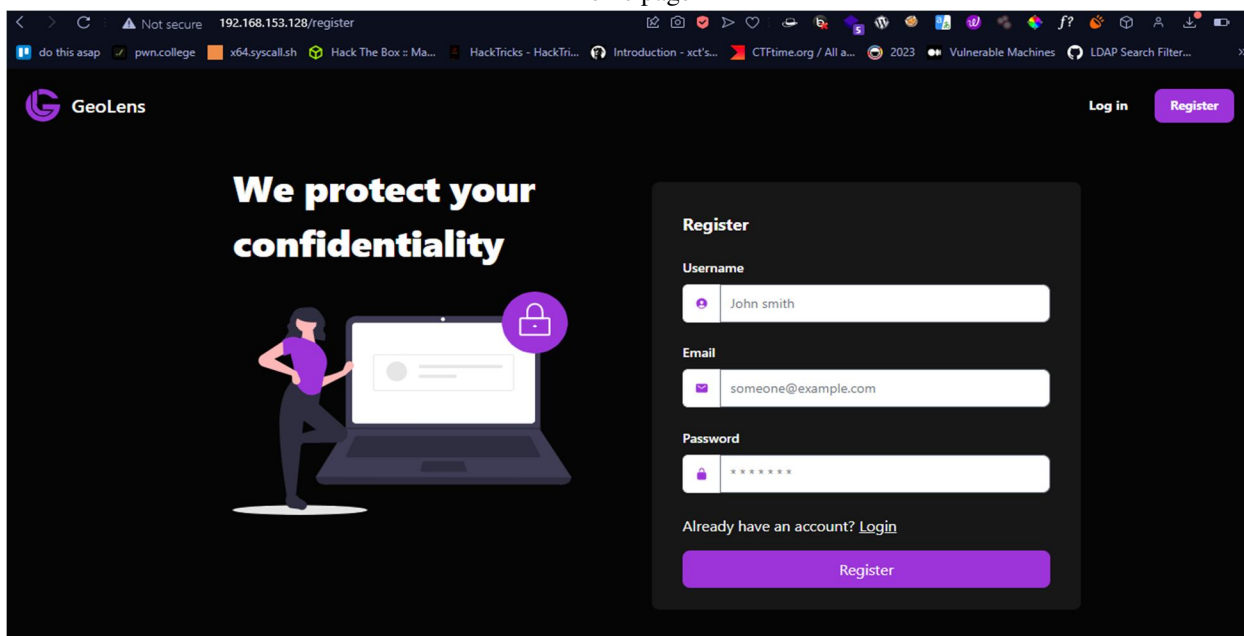 Not secure 192.168.153.128/register
do this asap pwn.college x64.syscall.sh Hack The Box :: Ma... HackTricks - HackTri... Introduction - xct's... CTFtime.org / All a... 2023 Vulnerable Machines LDAP Search Filter...
GeoLens
Log in Register
We protect your
confidentiality
Register
Username
John smith
Email
someone@example.com
Password
*******
Already have an account? Login
Register